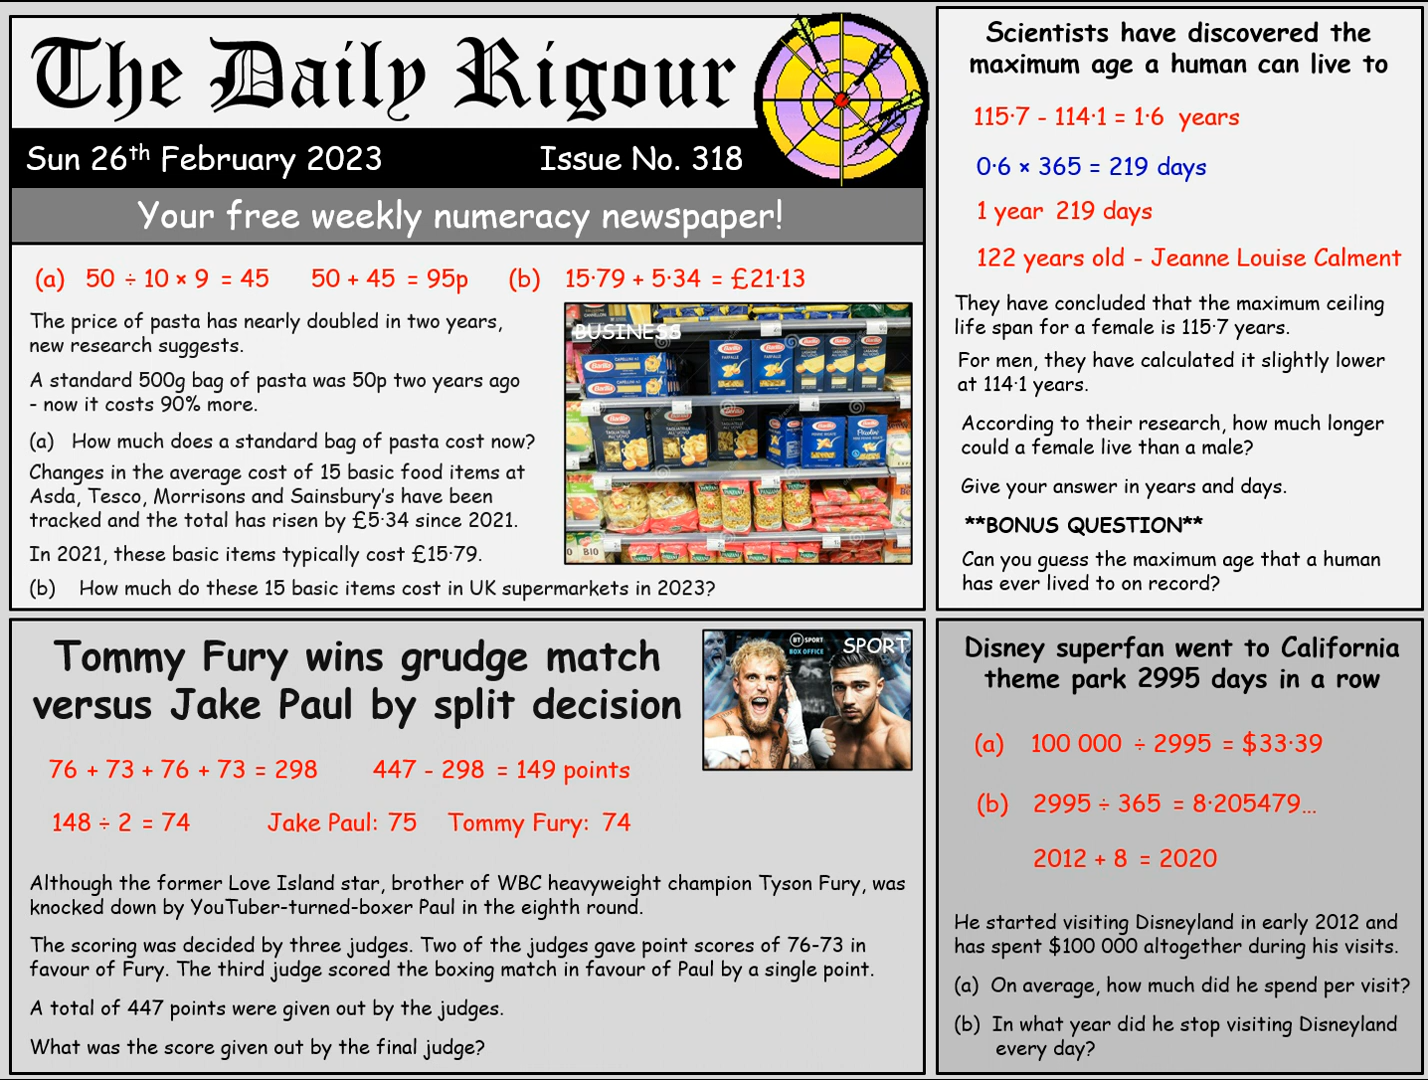 The Daily Rigour
Sun 26th February 2023 Issue No. 318
Your free weekly numeracy newspaper!
(a) 50 ÷ 10 × 9 = 45 50 + 45 = 95p (b) 15·79 + 5·34 = £21·13
The price of pasta has nearly doubled in two years,
new research suggests.
A standard 500g bag of pasta was 50p two years ago
- now it costs 90% more.
(a) How much does a standard bag of pasta cost now?
Changes in the average cost of 15 basic food items at
Asda, Tesco, Morrisons and Sainsbury's have been
tracked and the total has risen by £5·34 since 2021.
In 2021, these basic items typically cost £15·79.
(b) How much do these 15 basic items cost in UK supermarkets in 2023?
BUSINESS
Barilla
Scientists have discovered the
maximum age a human can live to
115·7 - 114·1 = 1·6 years
0·6 × 365 = 219 days
1 year 219 days
122 years old - Jeanne Louise Calment
They have concluded that the maximum ceiling
life span for a female is 115·7 years.
For men, they have calculated it slightly lower
at 114·1 years.
According to their research, how much longer
could a female live than a male?
Give your answer in years and days.
**BONUS QUESTION**
Can you guess the maximum age that a human
has ever lived to on record?
Tommy Fury wins grudge match
versus Jake Paul by split decision
BT SPORT
BOX OFFICE
SPORT
76 + 73 + 76 + 73 = 298 447 - 298 = 149 points
148 ÷ 2 = 74 Jake Paul: 75 Tommy Fury: 74
Although the former Love Island star, brother of WBC heavyweight champion Tyson Fury, was
knocked down by YouTuber-turned-boxer Paul in the eighth round.
The scoring was decided by three judges. Two of the judges gave point scores of 76-73 in
favour of Fury. The third judge scored the boxing match in favour of Paul by a single point.
A total of 447 points were given out by the judges.
What was the score given out by the final judge?
Disney superfan went to California
theme park 2995 days in a row
(a) 100 000 ÷ 2995 = $33·39
(b) 2995 ÷ 365 = 8·205479...
2012 + 8 = 2020
He started visiting Disneyland in early 2012 and
has spent $100 000 altogether during his visits.
(a) On average, how much did he spend per visit?
(b) In what year did he stop visiting Disneyland
every day?